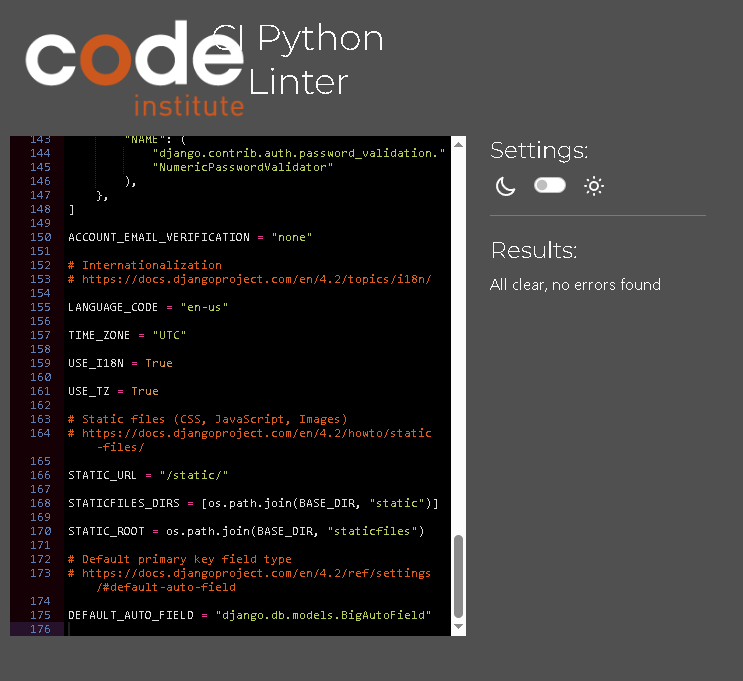 code
institute
CI Python
Linter
143 "NAME": (
144 "django.contrib.auth.password_validation."
145 "NumericPasswordValidator"
146 ),
147 },
148 ]
149
150 ACCOUNT_EMAIL_VERIFICATION = "none"
151
152 # Internationalization
153 # https://docs.djangoproject.com/en/4.2/topics/i18n/
154
155 LANGUAGE_CODE = "en-us"
156
157 TIME_ZONE = "UTC"
158
159 USE_I18N = True
160
161 USE_TZ = True
162
163 # Static files (CSS, JavaScript, Images)
164 # https://docs.djangoproject.com/en/4.2/howto/static
-files/
165
166 STATIC_URL = "/static/"
167
168 STATICFILES_DIRS = [os.path.join(BASE_DIR, "static")]
169
170 STATIC_ROOT = os.path.join(BASE_DIR, "staticfiles")
171
172 # Default primary key field type
173 # https://docs.djangoproject.com/en/4.2/ref/settings
/#default-auto-field
174
175 DEFAULT_AUTO_FIELD = "django.db.models.BigAutoField"
176
Settings:
Results:
All clear, no errors found